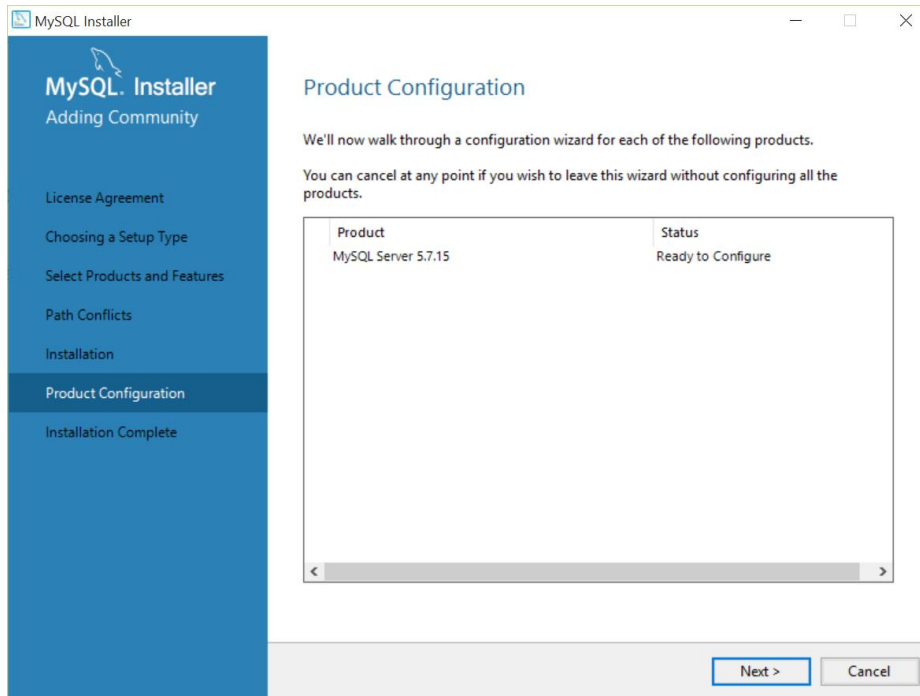 MySQL Installer
MySQL. Installer
Adding Community
License Agreement
Choosing a Setup Type
Select Products and Features
Path Conflicts
Installation
Product Configuration
Installation Complete
Product Configuration
We'll now walk through a configuration wizard for each of the following products.
You can cancel at any point if you wish to leave this wizard without configuring all the
products.
Product Status
MySQL Server 5.7.15 Ready to Configure
Next > Cancel